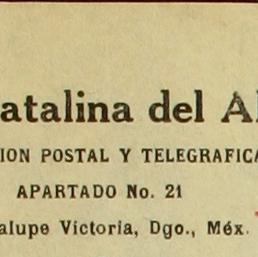 atalina del Al
ION POSTAL Y TELEGRAFICA
APARTADO No. 21
alupe Victoria, Dgo., Méx.